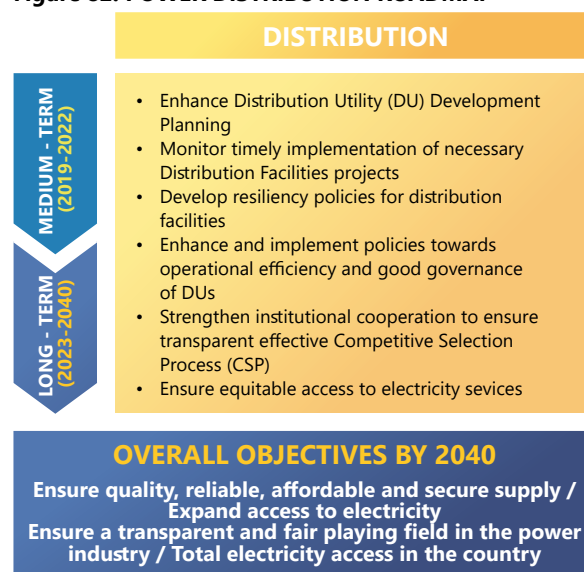 DISTRIBUTION
MEDIUM - TERM
(2019-2022)
LONG - TERM
(2023-2040)
• Enhance Distribution Utility (DU) Development
Planning
• Monitor timely implementation of necessary
Distribution Facilities projects
• Develop resiliency policies for distribution
facilities
• Enhance and implement policies towards
operational efficiency and good governance
of DUs
• Strengthen institutional cooperation to ensure
transparent effective Competitive Selection
Process (CSP)
• Ensure equitable access to electricity sevices
OVERALL OBJECTIVES BY 2040
Ensure quality, reliable, affordable and secure supply /
Expand access to electricity
Ensure a transparent and fair playing field in the power
industry / Total electricity access in the country